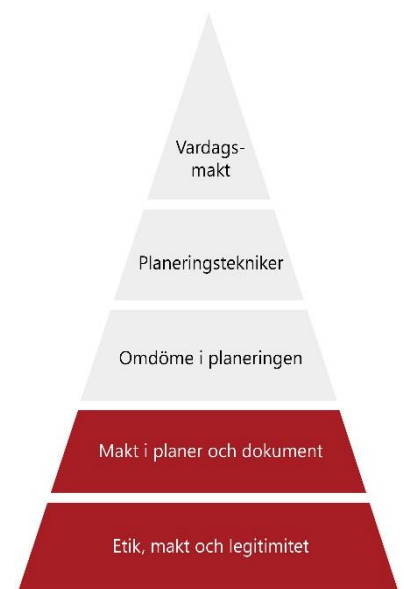 Vardags-
makt
Planeringstekniker
Omdöme i planeringen
Makt i planer och dokument
Etik, makt och legitimitet